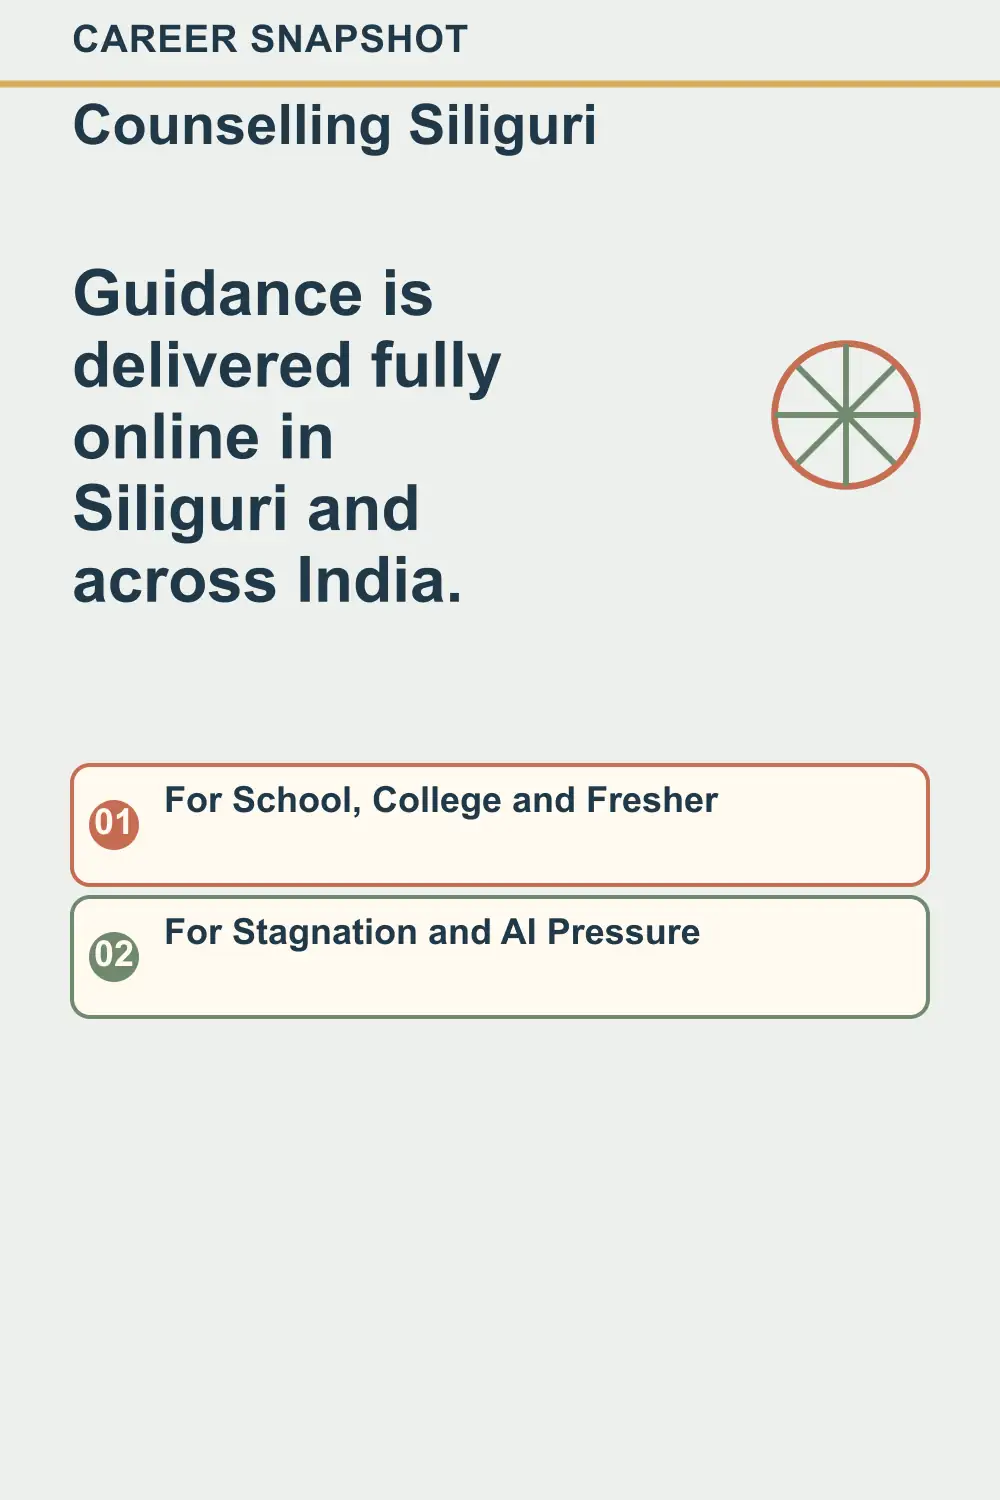 CAREER SNAPSHOT
Counselling Siliguri
Guidance is
delivered fully
online in
Siliguri and
across India.
01
For School, College and Fresher
02
For Stagnation and AI Pressure